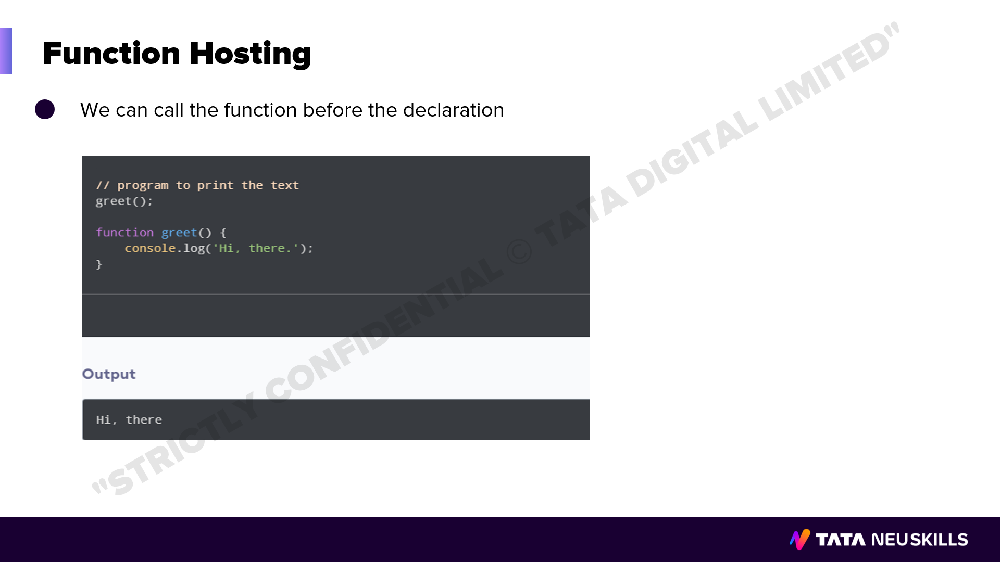 Function Hosting
We can call the function before the declaration
// program to print the text
greet();
function greet() {
    console.log('Hi, there.');
}
Output
Hi, there
"STRICTLY CONFIDENTIAL © TATA DIGITAL LIMITED"
TATA NEUSKILLS